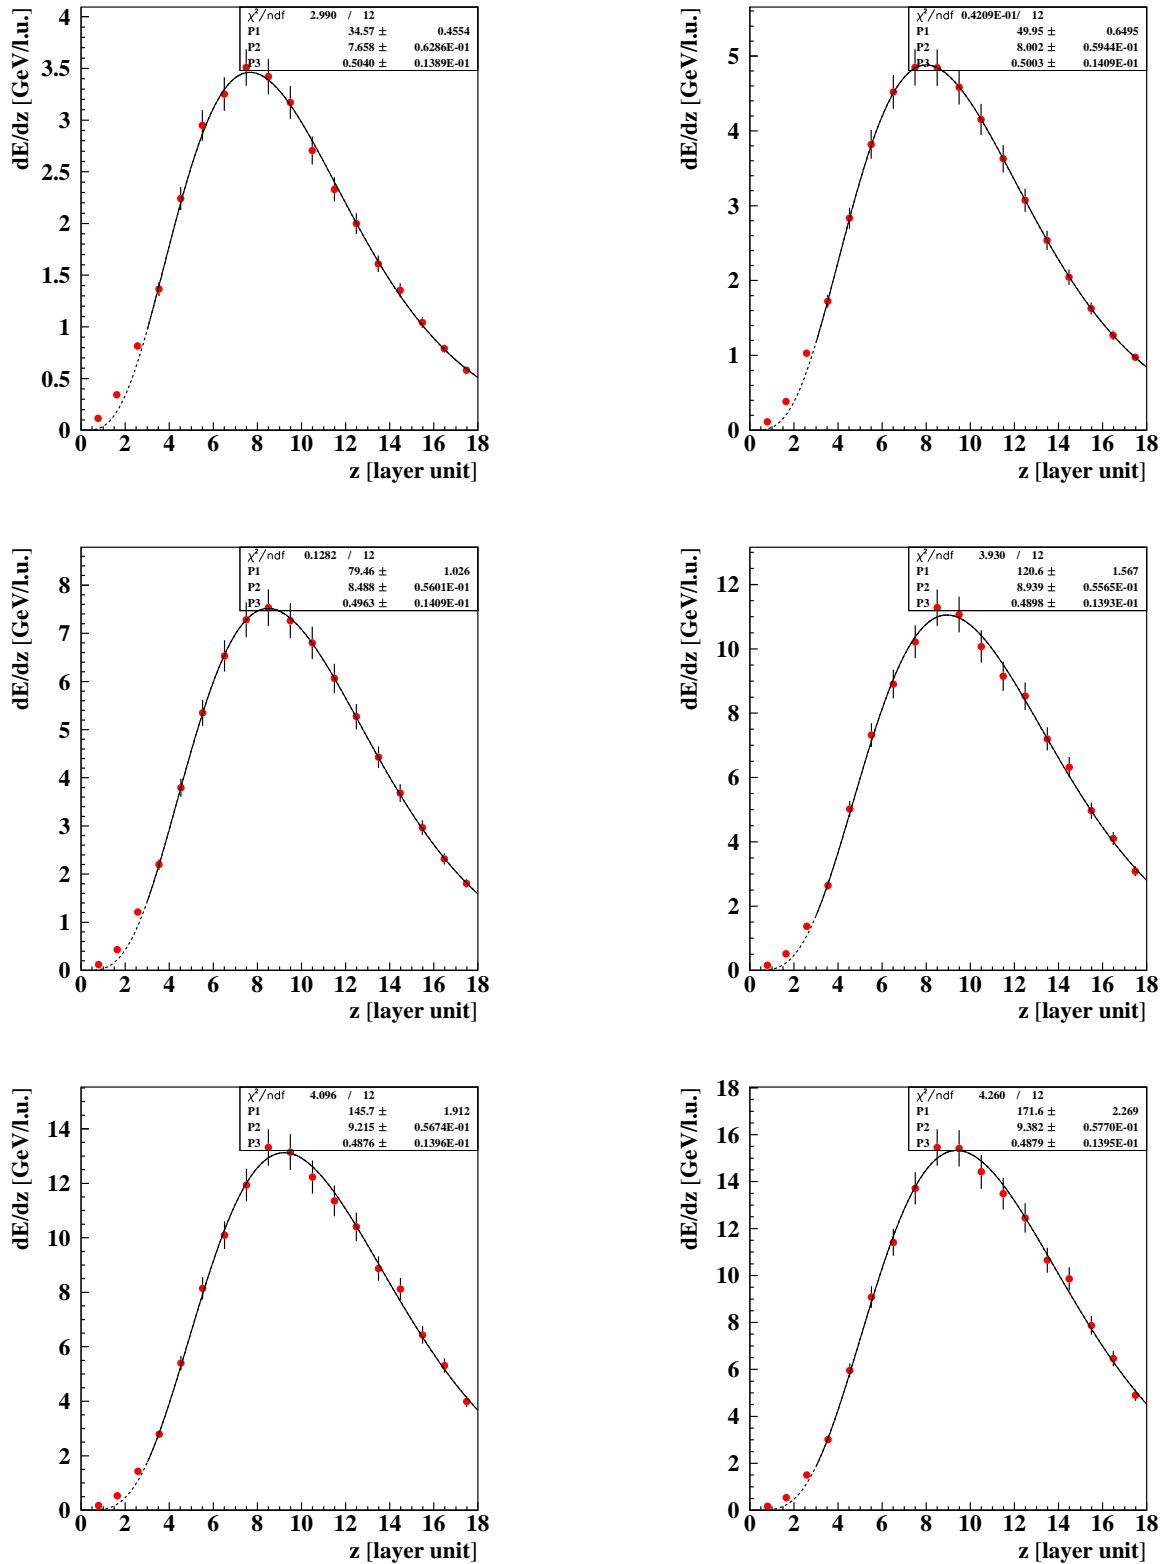 χ²/ndf 2.990 / 12
P1 34.57 ± 0.4554
P2 7.658 ± 0.6286E-01
P3 0.5040 ± 0.1389E-01
dE/dz [GeV/l.u.]
4
3.5
3
2.5
2
1.5
1
0.5
0
0 2 4 6 8 10 12 14 16 18
z [layer unit]
χ²/ndf 0.4209E-01/ 12
P1 49.95 ± 0.6495
P2 8.002 ± 0.5944E-01
P3 0.5003 ± 0.1409E-01
dE/dz [GeV/l.u.]
5
4
3
2
1
0
0 2 4 6 8 10 12 14 16 18
z [layer unit]
χ²/ndf 0.1282 / 12
P1 79.46 ± 1.026
P2 8.488 ± 0.5601E-01
P3 0.4963 ± 0.1409E-01
dE/dz [GeV/l.u.]
8
7
6
5
4
3
2
1
0
0 2 4 6 8 10 12 14 16 18
z [layer unit]
χ²/ndf 3.930 / 12
P1 120.6 ± 1.567
P2 8.939 ± 0.5565E-01
P3 0.4898 ± 0.1393E-01
dE/dz [GeV/l.u.]
12
10
8
6
4
2
0
0 2 4 6 8 10 12 14 16 18
z [layer unit]
χ²/ndf 4.096 / 12
P1 145.7 ± 1.912
P2 9.215 ± 0.5674E-01
P3 0.4876 ± 0.1396E-01
dE/dz [GeV/l.u.]
14
12
10
8
6
4
2
0
0 2 4 6 8 10 12 14 16 18
z [layer unit]
χ²/ndf 4.260 / 12
P1 171.6 ± 2.269
P2 9.382 ± 0.5770E-01
P3 0.4879 ± 0.1395E-01
dE/dz [GeV/l.u.]
18
16
14
12
10
8
6
4
2
0
0 2 4 6 8 10 12 14 16 18
z [layer unit]